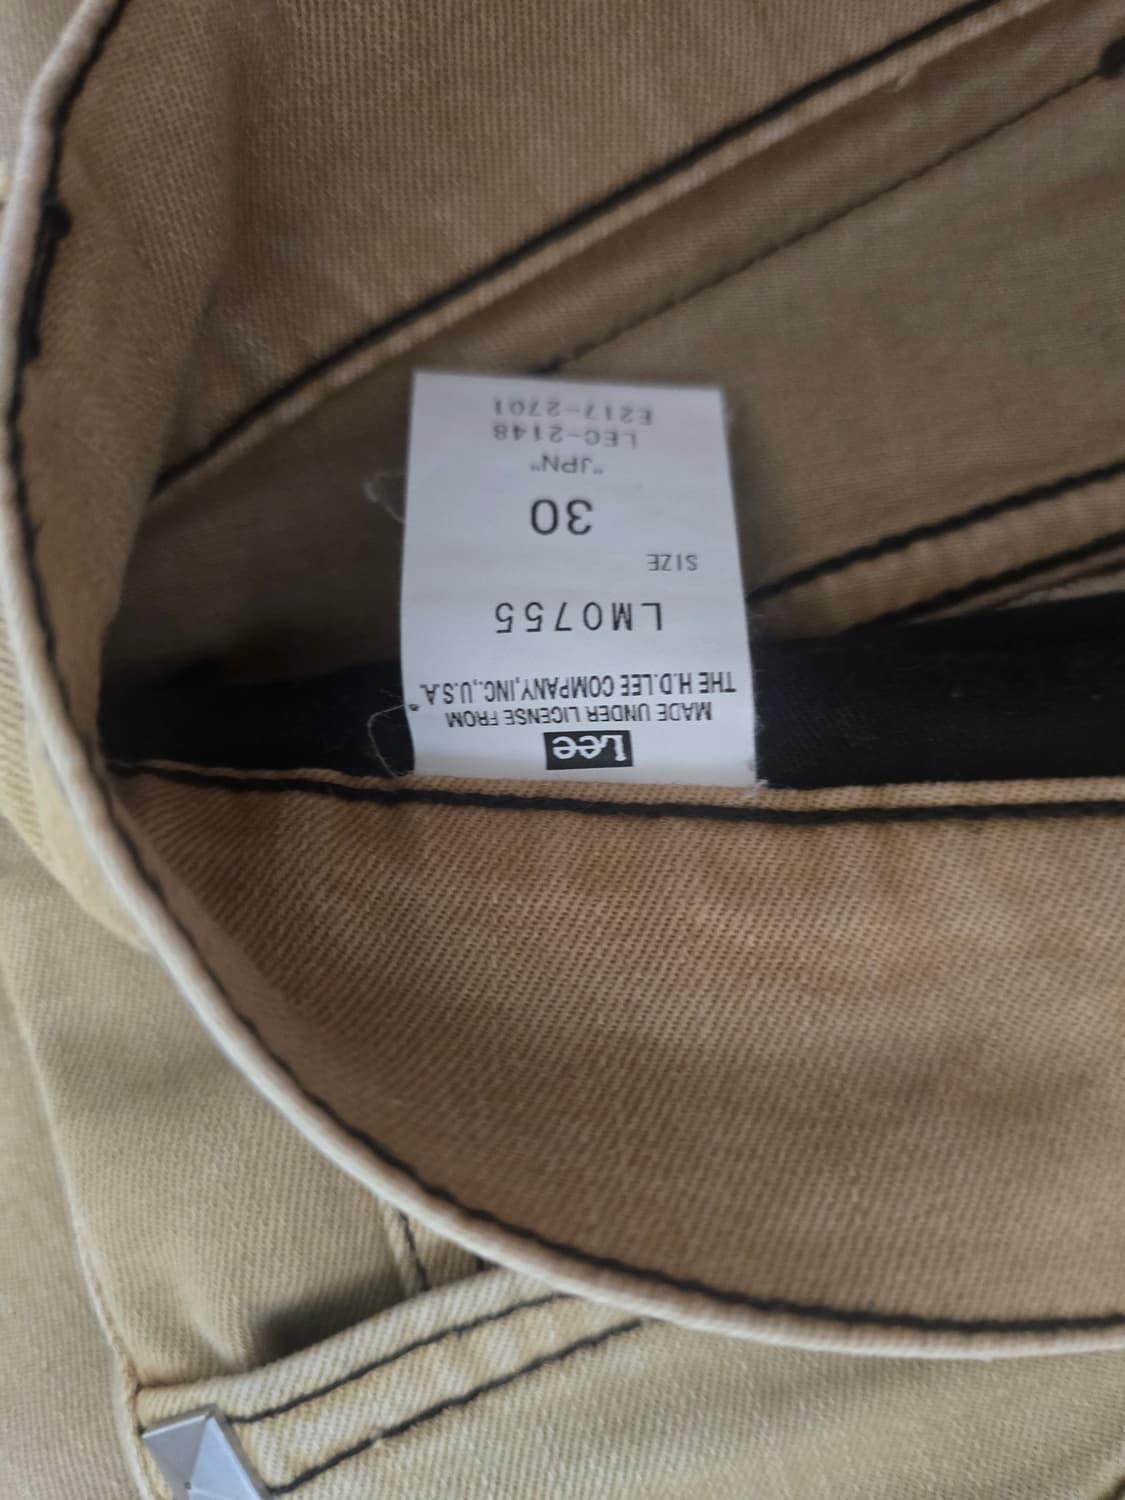 Lee
MADE UNDER LICENSE FROM
THE H.D.LEE COMPANY,INC.,U.S.A.
LM0755
SIZE
30
"JPN"
LEC-2148
E217-2701